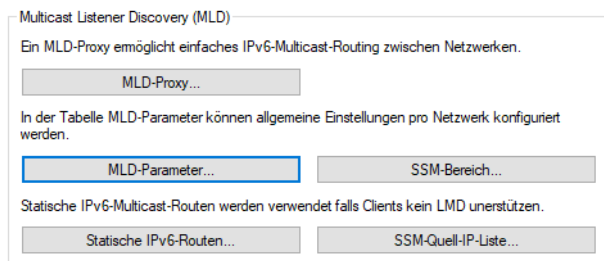 Multicast Listener Discovery (MLD)
Ein MLD-Proxy ermöglicht einfaches IPv6-Multicast-Routing zwischen Netzwerken.
MLD-Proxy...
In der Tabelle MLD-Parameter können allgemeine Einstellungen pro Netzwerk konfiguriert
werden.
MLD-Parameter... SSM-Bereich...
Statische IPv6-Multicast-Routen werden verwendet falls Clients kein LMD unerstützen.
Statische IPv6-Routen... SSM-Quell-IP-Liste...